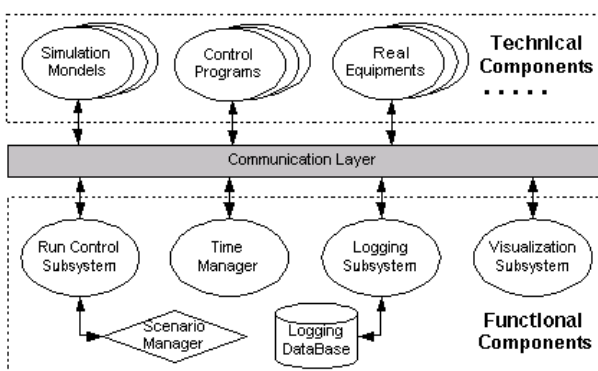 Simulation
Mondels
Control
Programs
Real
Equipments
Technical
Components
.....
Communication Layer
Run Control
Subsystem
Time
Manager
Logging
Subsystem
Visualization
Subsystem
Scenario
Manager
Logging
DataBase
Functional
Components